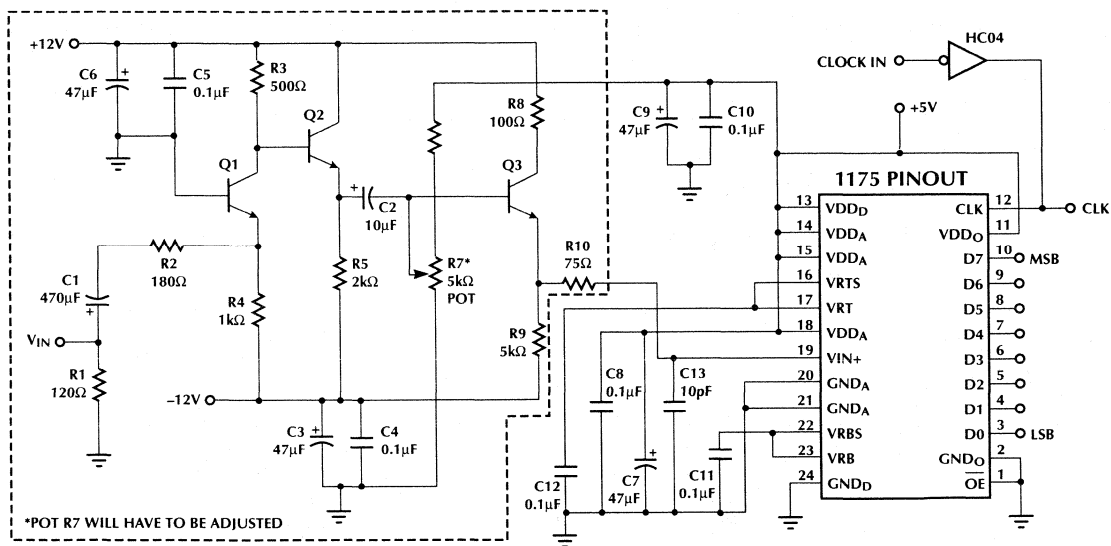 +12V
C6
47µF
+
C5
0.1µF
R3
500Ω
Q2
Q1
R8
100Ω
Q3
+
C2
10µF
R2
180Ω
C1
470µF
+
VIN
R1
120Ω
R4
1kΩ
R5
2kΩ
R7*
5kΩ
POT
R10
75Ω
R9
5kΩ
–12V
C3
47µF
+
C4
0.1µF
*POT R7 WILL HAVE TO BE ADJUSTED
C9
47µF
+
C10
0.1µF
CLOCK IN
HC04
+5V
CLK
1175 PINOUT
13 VDDD CLK 12
14 VDDA VDDO 11
15 VDDA D7 10 MSB
16 VRTS D6 9
17 VRT D5 8
18 VDDA D4 7
19 VIN+ D3 6
20 GNDA D2 5
21 GNDA D1 4
22 VRBS D0 3 LSB
23 VRB GNDO 2
24 GNDD OE 1
C8
0.1µF
C13
10pF
C12
0.1µF
C7
47µF
+
C11
0.1µF